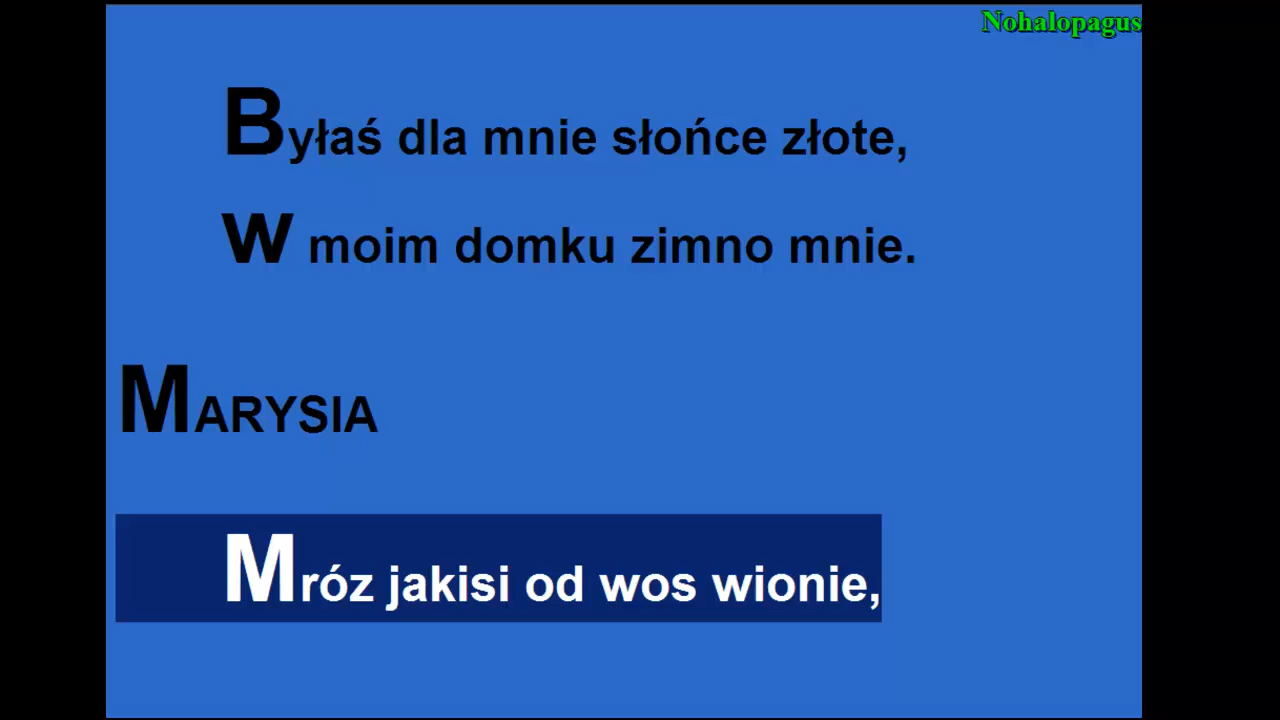 Nohalopagus
Byłaś dla mnie słońce złote,
w moim domku zimno mnie.
MARYSIA
Mróz jakisi od wos wionie,